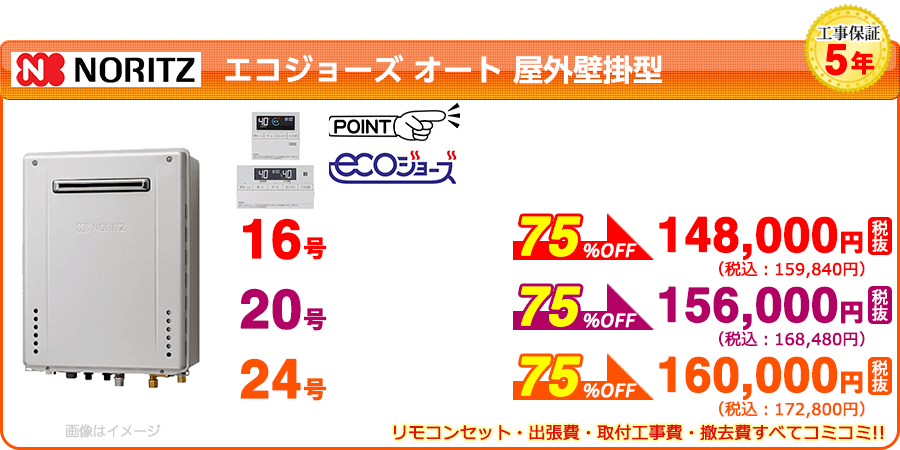 工事保証
5年
NORITZ エコジョーズ オート 屋外壁掛型
POINT
ecoジョーズ
NORITZ
16号 75%OFF 148,000円 税抜
(税込：159,840円)
20号 75%OFF 156,000円 税抜
(税込：168,480円)
24号 75%OFF 160,000円 税抜
(税込：172,800円)
画像はイメージ
リモコンセット・出張費・取付工事費・撤去費すべてコミコミ!!